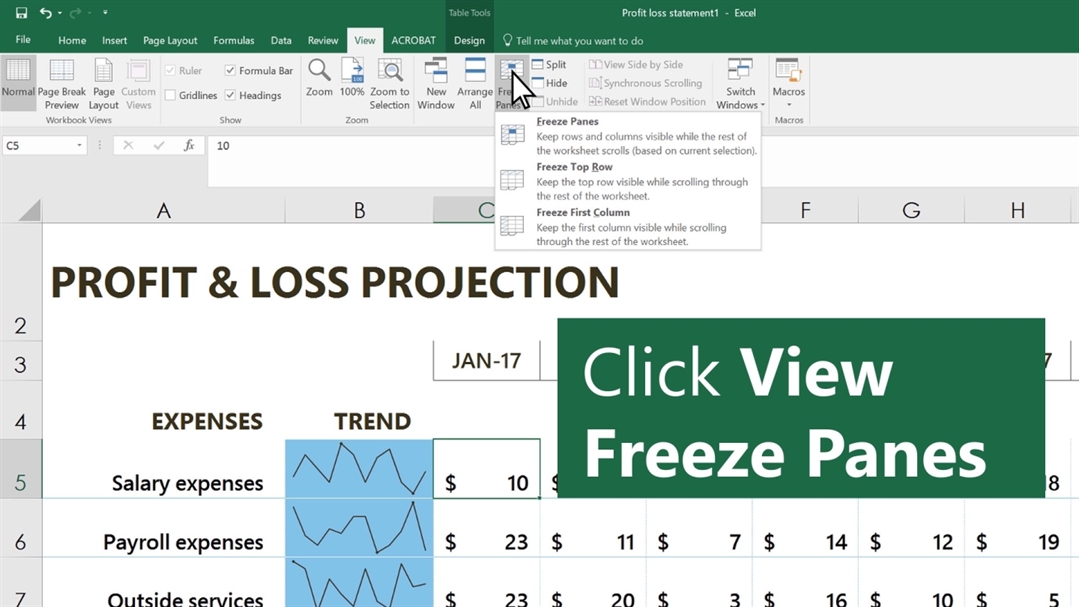 Table Tools
Profit loss statement1 - Excel
File Home Insert Page Layout Formulas Data Review View ACROBAT Design Tell me what you want to do
Normal Page Break Preview Page Layout Custom Views
Ruler Formula Bar
Gridlines Headings
Zoom 100% Zoom to Selection
New Window Arrange All
Split
Hide
Unhide
View Side by Side
Synchronous Scrolling
Reset Window Position
Switch Windows
Macros
Workbook Views Show Zoom Macros
Freeze Panes
Keep rows and columns visible while the rest of
the worksheet scrolls (based on current selection).
Freeze Top Row
Keep the top row visible while scrolling through
the rest of the worksheet.
Freeze First Column
Keep the first column visible while scrolling
through the rest of the worksheet.
C5 fx 10
A B C F G H
PROFIT & LOSS PROJECTION
2
3 JAN-17
4 EXPENSES TREND
Click View
Freeze Panes
5 Salary expenses $ 10
6 Payroll expenses $ 23 $ 11 $ 7 $ 14 $ 12 $ 19
7 Outside services $ 23 $ 20 $ 3 $ 16 $ 10 $ 5